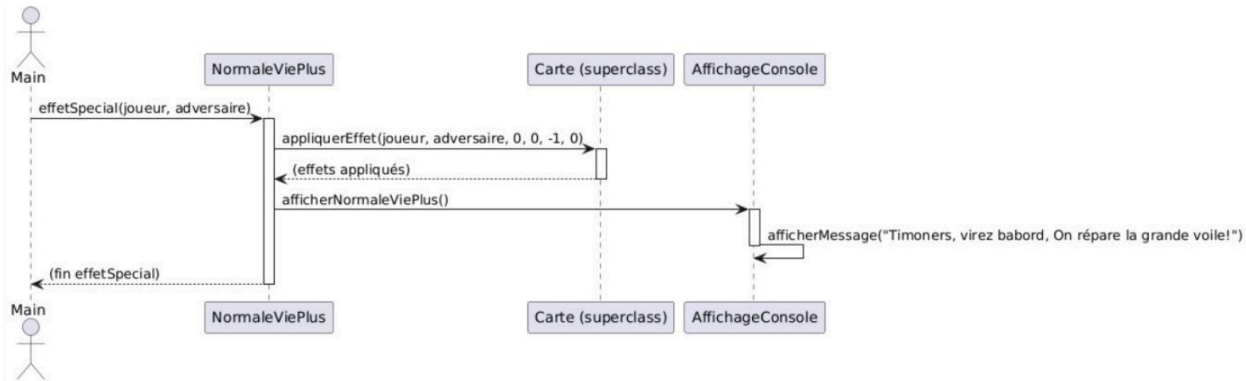 Main
NormaleViePlus
Carte (superclass)
AffichageConsole
effetSpecial(joueur, adversaire)
appliquerEffet(joueur, adversaire, 0, 0, -1, 0)
(effets appliqués)
afficherNormaleViePlus()
afficherMessage("Timoners, virez babord, On répare la grande voile!")
(fin effetSpecial)
Main
NormaleViePlus
Carte (superclass)
AffichageConsole